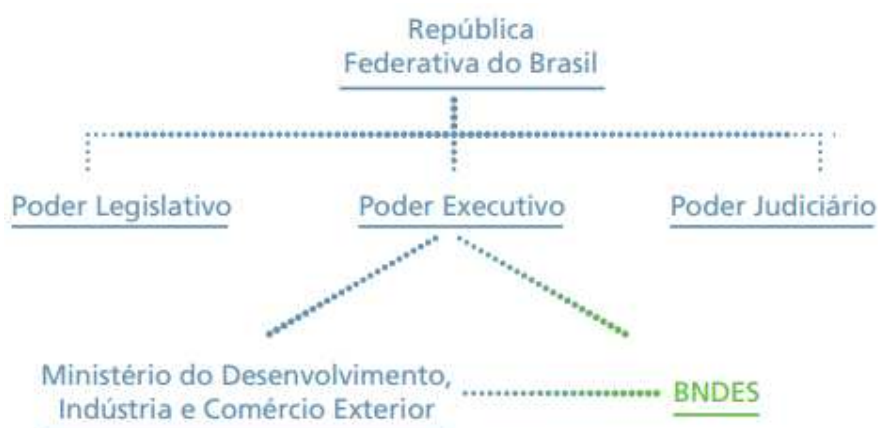 República
Federativa do Brasil
Poder Legislativo
Poder Executivo
Poder Judiciário
Ministério do Desenvolvimento,
Indústria e Comércio Exterior
BNDES